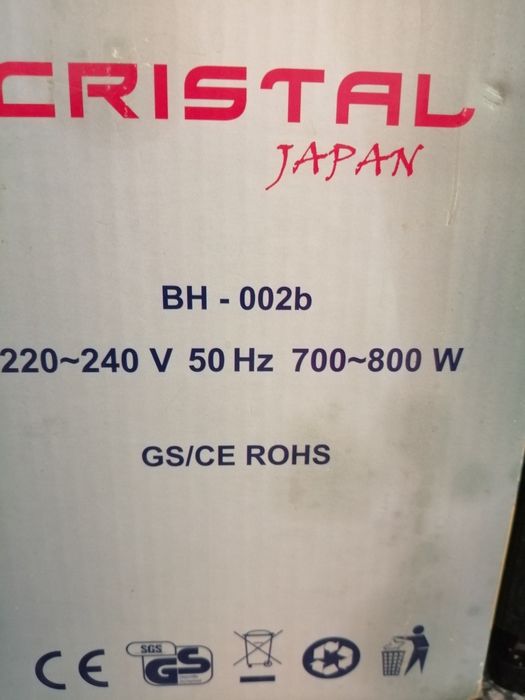 CRISTAL
JAPAN
BH - 002b
220~240 V 50 Hz 700~800 W
GS/CE ROHS
CE SGS GS